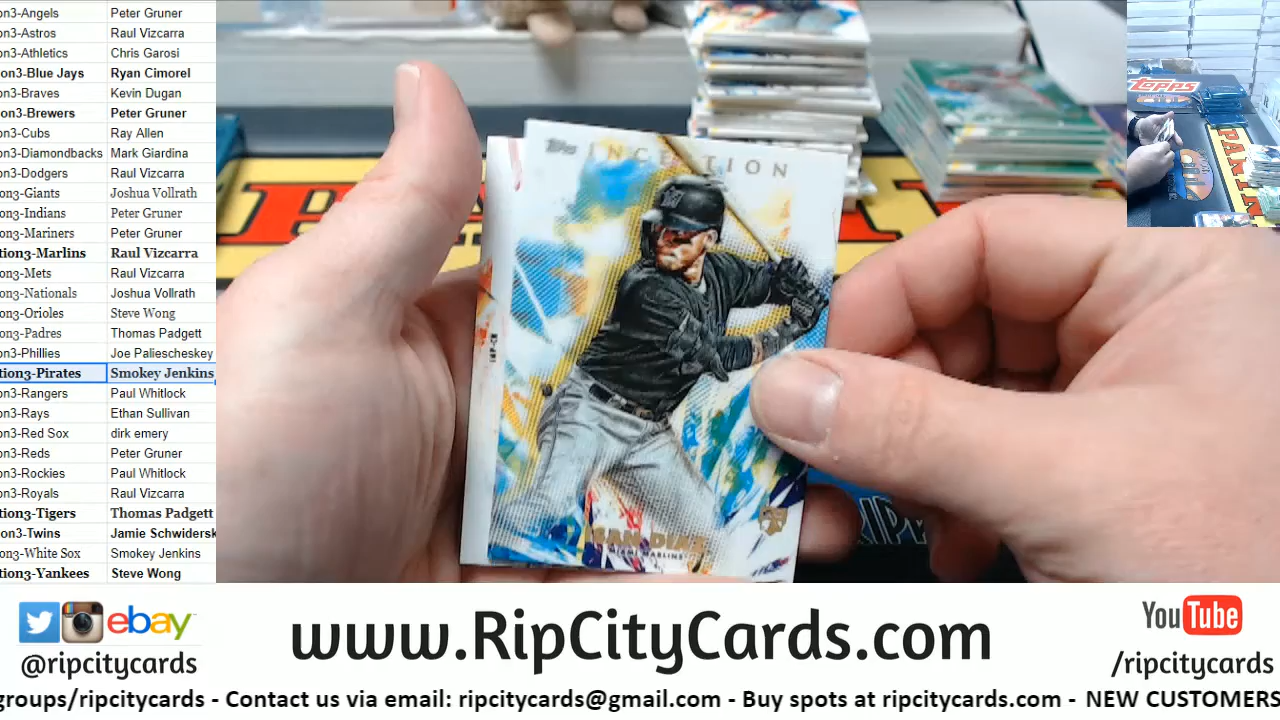 on3-Angels Peter Gruner
on3-Astros Raul Vizcarra
on3-Athletics Chris Garosi
ion3-Blue Jays Ryan Cimorel
on3-Braves Kevin Dugan
on3-Brewers Peter Gruner
on3-Cubs Ray Allen
on3-Diamondbacks Mark Giardina
on3-Dodgers Raul Vizcarra
on3-Giants Joshua Vollrath
on3-Indians Peter Gruner
on3-Mariners Peter Gruner
tion3-Marlins Raul Vizcarra
on3-Mets Raul Vizcarra
on3-Nationals Joshua Vollrath
on3-Orioles Steve Wong
on3-Padres Thomas Padgett
on3-Phillies Joe Paliescheskey
tion3-Pirates Smokey Jenkins
on3-Rangers Paul Whitlock
on3-Rays Ethan Sullivan
on3-Red Sox dirk emery
on3-Reds Peter Gruner
on3-Rockies Paul Whitlock
on3-Royals Raul Vizcarra
tion3-Tigers Thomas Padgett
on3-Twins Jamie Schwidersk
on3-White Sox Smokey Jenkins
tion3-Yankees Steve Wong
Topps
INCEPTION
ISAN DIAZ
MIAMI MARLINS
Topps
PANINI
ebay
@ripcitycards
www.RipCityCards.com
YouTube
/ripcitycards
groups/ripcitycards - Contact us via email: ripcitycards@gmail.com - Buy spots at ripcitycards.com - NEW CUSTOMERS